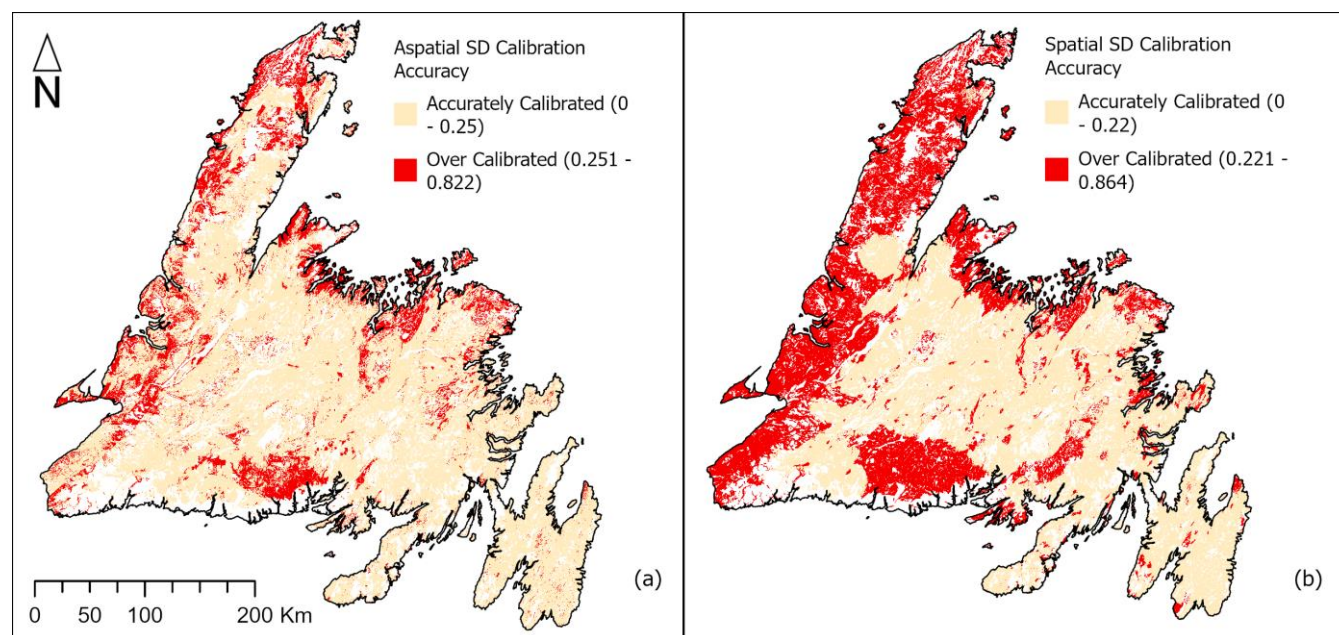 N
Aspatial SD Calibration
Accuracy
Accurately Calibrated (0
- 0.25)
Over Calibrated (0.251 -
0.822)
0 50 100 200 Km
(a)
Spatial SD Calibration
Accuracy
Accurately Calibrated (0
- 0.22)
Over Calibrated (0.221 -
0.864)
(b)